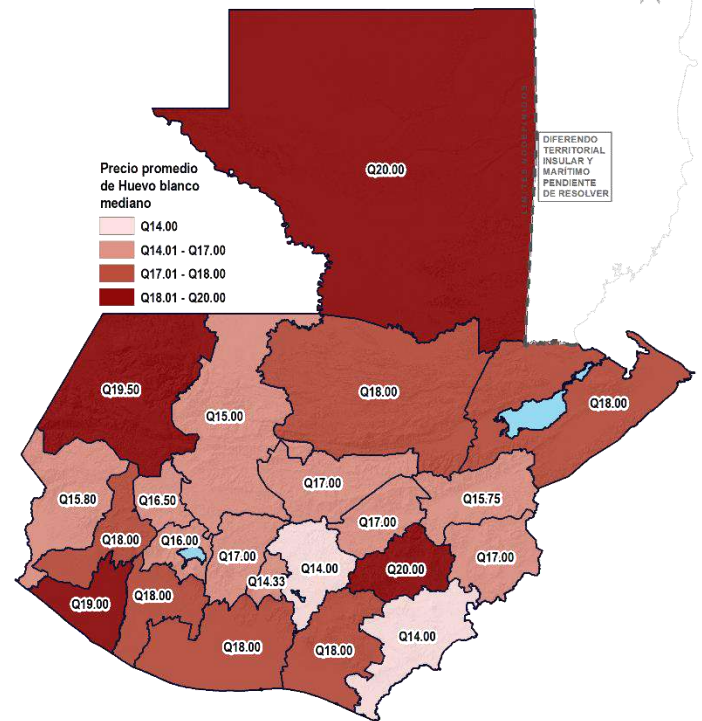 Q20.00
LIMITES NO DEFINIDOS
DIFERENDO
TERRITORIAL
INSULAR Y
MARÍTIMO
PENDIENTE
DE RESOLVER
Precio promedio
de Huevo blanco
mediano
Q14.00
Q14.01 - Q17.00
Q17.01 - Q18.00
Q18.01 - Q20.00
Q19.50
Q15.00
Q18.00
Q18.00
Q15.80
Q16.50
Q17.00
Q15.75
Q18.00
Q16.00
Q17.00
Q17.00
Q17.00
Q14.33
Q14.00
Q20.00
Q19.00
Q18.00
Q18.00
Q18.00
Q14.00